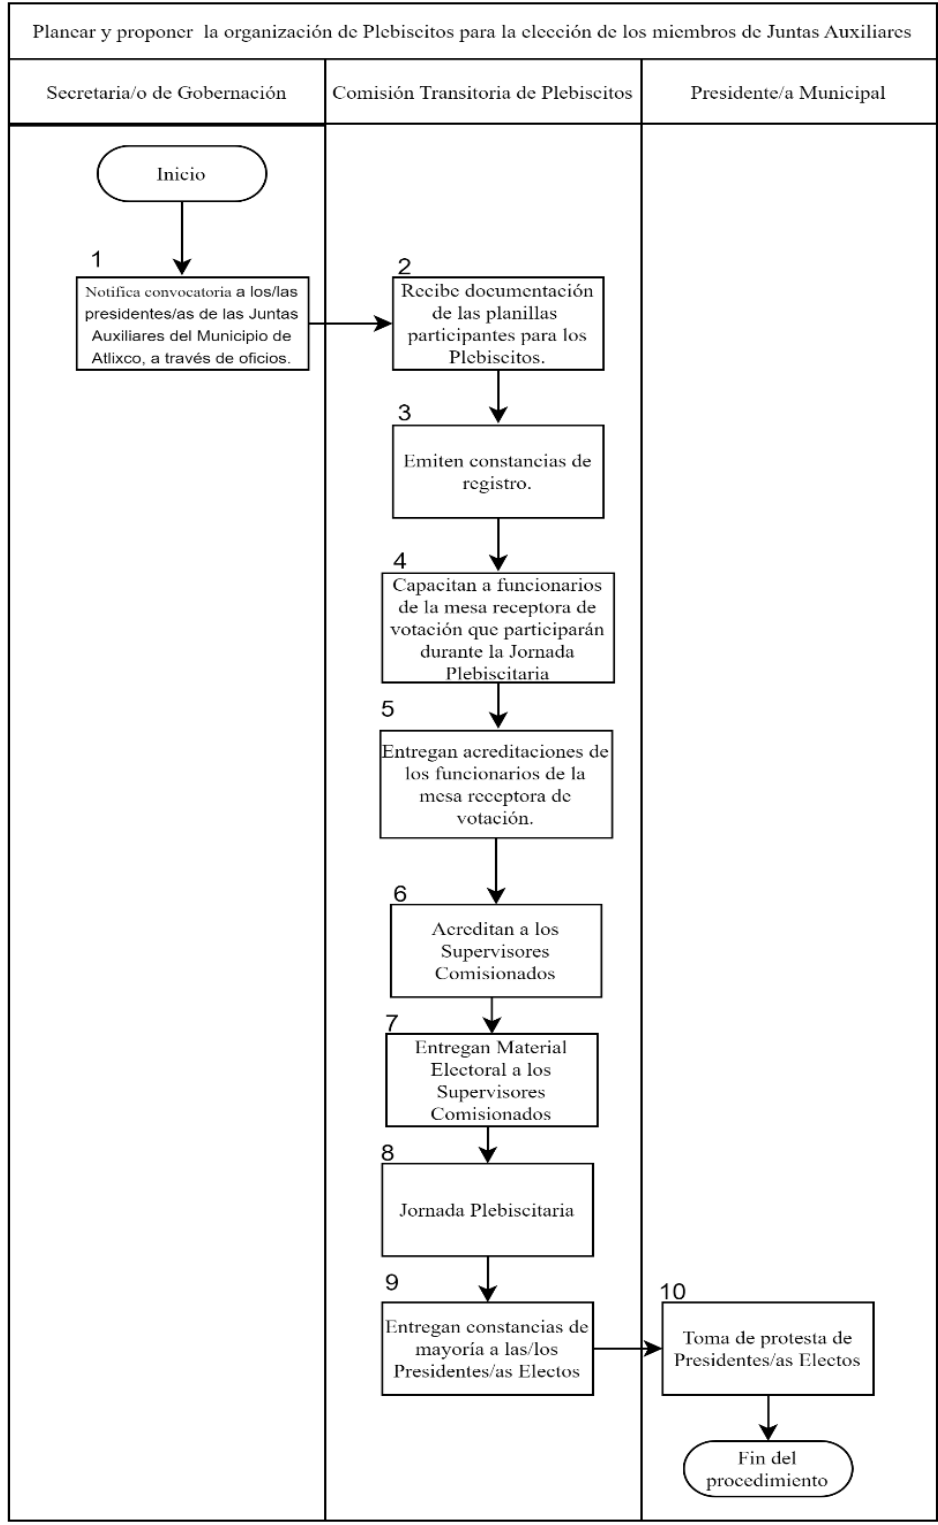 Planear y proponer  la organización de Plebiscitos para la elección de los miembros de Juntas Auxiliares
Secretaria/o de Gobernación
Comisión Transitoria de Plebiscitos
Presidente/a Municipal
Inicio
1
Notifica convocatoria a los/las
presidentes/as de las Juntas
Auxiliares del Municipio de
Atlixco, a través de oficios.
2
Recibe documentación
de las planillas
participantes para los
Plebiscitos.
3
Emiten constancias de
registro.
4
Capacitan a funcionarios
de la mesa receptora de
votación que participarán
durante la Jornada
Plebiscitaria
5
Entregan acreditaciones de
los funcionarios de la
mesa receptora de
votación.
6
Acreditan a los
Supervisores
Comisionados
7
Entregan Material
Electoral a los
Supervisores
Comisionados
8
Jornada Plebiscitaria
9
Entregan constancias de
mayoría a las/los
Presidentes/as Electos
10
Toma de protesta de
Presidentes/as Electos
Fin del
procedimiento